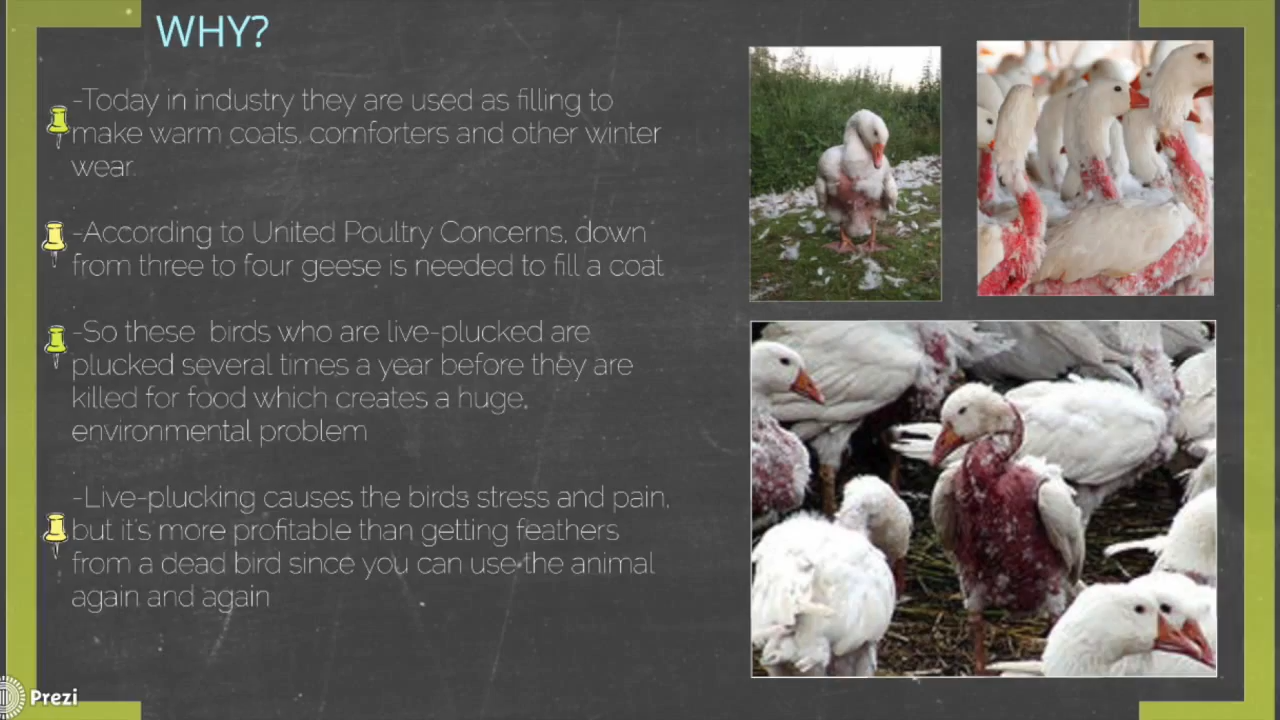 WHY?
-Today in industry they are used as filling to
make warm coats, comforters and other winter
wear.
-According to United Poultry Concerns, down
from three to four geese is needed to fill a coat
-So these birds who are live-plucked are
plucked several times a year before they are
killed for food which creates a huge,
environmental problem
-Live-plucking causes the birds stress and pain,
but it's more profitable than getting feathers
from a dead bird since you can use the animal
again and again
Prezi